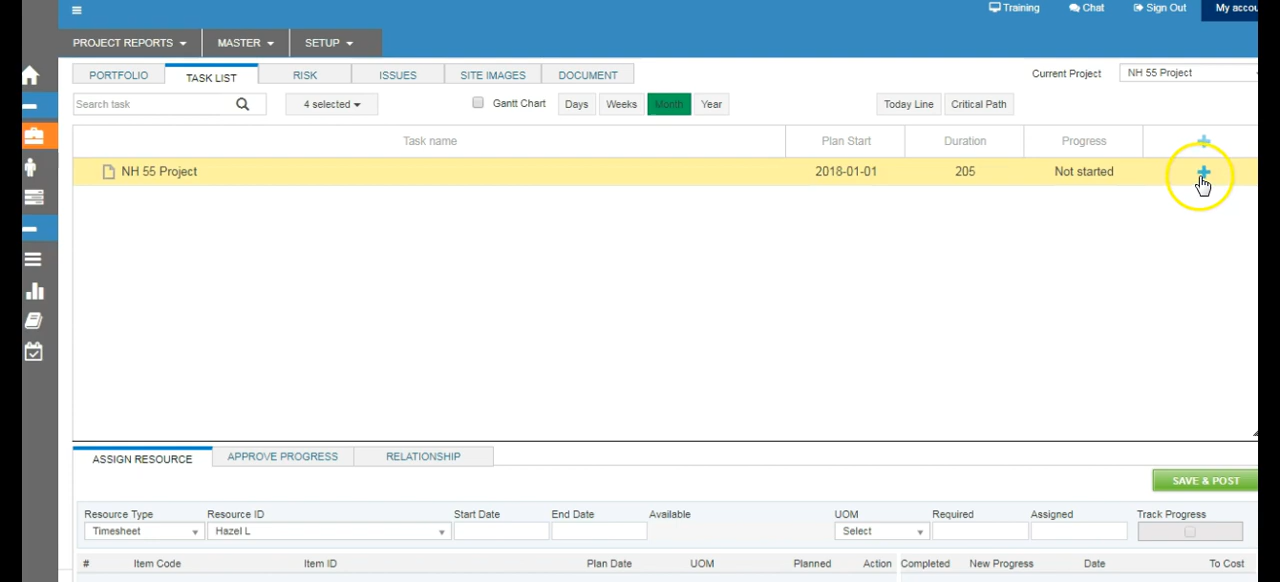 Training Chat Sign Out My accou
PROJECT REPORTS MASTER SETUP
PORTFOLIO TASK LIST RISK ISSUES SITE IMAGES DOCUMENT Current Project NH 55 Project
Search task 4 selected Gantt Chart Days Weeks Month Year Today Line Critical Path
Task name Plan Start Duration Progress
NH 55 Project 2018-01-01 205 Not started
ASSIGN RESOURCE APPROVE PROGRESS RELATIONSHIP
SAVE & POST
Resource Type Resource ID Start Date End Date Available UOM Required Assigned Track Progress
Timesheet Hazel L Select
# Item Code Item ID Plan Date UOM Planned Action Completed New Progress Date To Cost